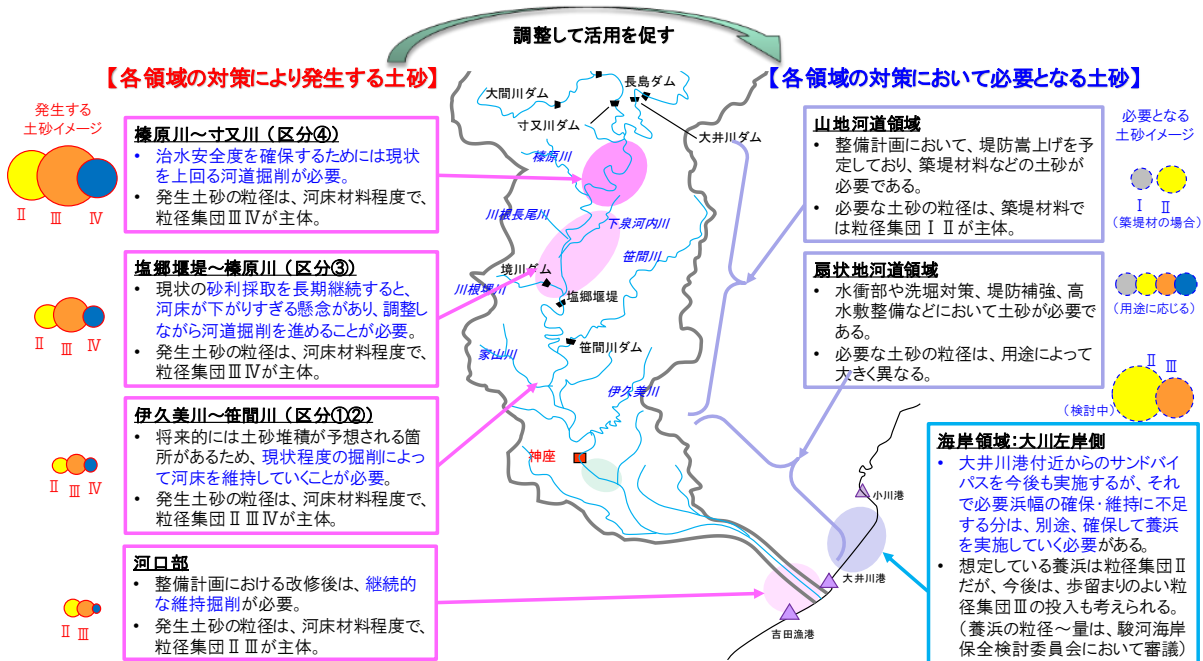 調整して活用を促す
【各領域の対策により発生する土砂】
発生する
土砂イメージ
Ⅱ Ⅲ Ⅳ
榛原川～寸又川（区分④）
• 治水安全度を確保するためには現状
を上回る河道掘削が必要。
• 発生土砂の粒径は、河床材料程度で、
粒径集団ⅢⅣが主体。
Ⅱ Ⅲ Ⅳ
塩郷堰堤～榛原川（区分③）
• 現状の砂利採取を長期継続すると、
河床が下がりすぎる懸念があり、調整し
ながら河道掘削を進めることが必要。
• 発生土砂の粒径は、河床材料程度で、
粒径集団ⅢⅣが主体。
Ⅱ Ⅲ Ⅳ
伊久美川～笹間川（区分①②）
• 将来的には土砂堆積が予想される箇
所があるため、現状程度の掘削によっ
て河床を維持していくことが必要。
• 発生土砂の粒径は、河床材料程度で、
粒径集団ⅡⅢⅣが主体。
Ⅱ Ⅲ
河口部
• 整備計画における改修後は、継続的
な維持掘削が必要。
• 発生土砂の粒径は、河床材料程度で、
粒径集団ⅡⅢが主体。
大間川ダム
長島ダム
寸又川ダム
大井川ダム
榛原川
川根長尾川
下泉河内川
笹間川
境川ダム
川根境川
塩郷堰堤
笹間川ダム
家山川
伊久美川
神座
小川港
大井川港
吉田漁港
【各領域の対策において必要となる土砂】
山地河道領域
• 整備計画において、堤防嵩上げを予
定しており、築堤材料などの土砂が
必要である。
• 必要な土砂の粒径は、築堤材料で
は粒径集団ⅠⅡが主体。
必要となる
土砂イメージ
Ⅰ Ⅱ
（築堤材の場合）
扇状地河道領域
• 水衝部や洗堀対策、堤防補強、高
水敷整備などにおいて土砂が必要で
ある。
• 必要な土砂の粒径は、用途によって
大きく異なる。
（用途に応じる）
Ⅱ Ⅲ
（検討中）
海岸領域：大川左岸側
• 大井川港付近からのサンドバイ
パスを今後も実施するが、それ
で必要浜幅の確保・維持に不足
する分は、別途、確保して養浜
を実施していく必要がある。
• 想定している養浜は粒径集団Ⅱ
だが、今後は、歩留まりのよい粒
径集団Ⅲの投入も考えられる。
（養浜の粒径～量は、駿河海岸
保全検討委員会において審議）